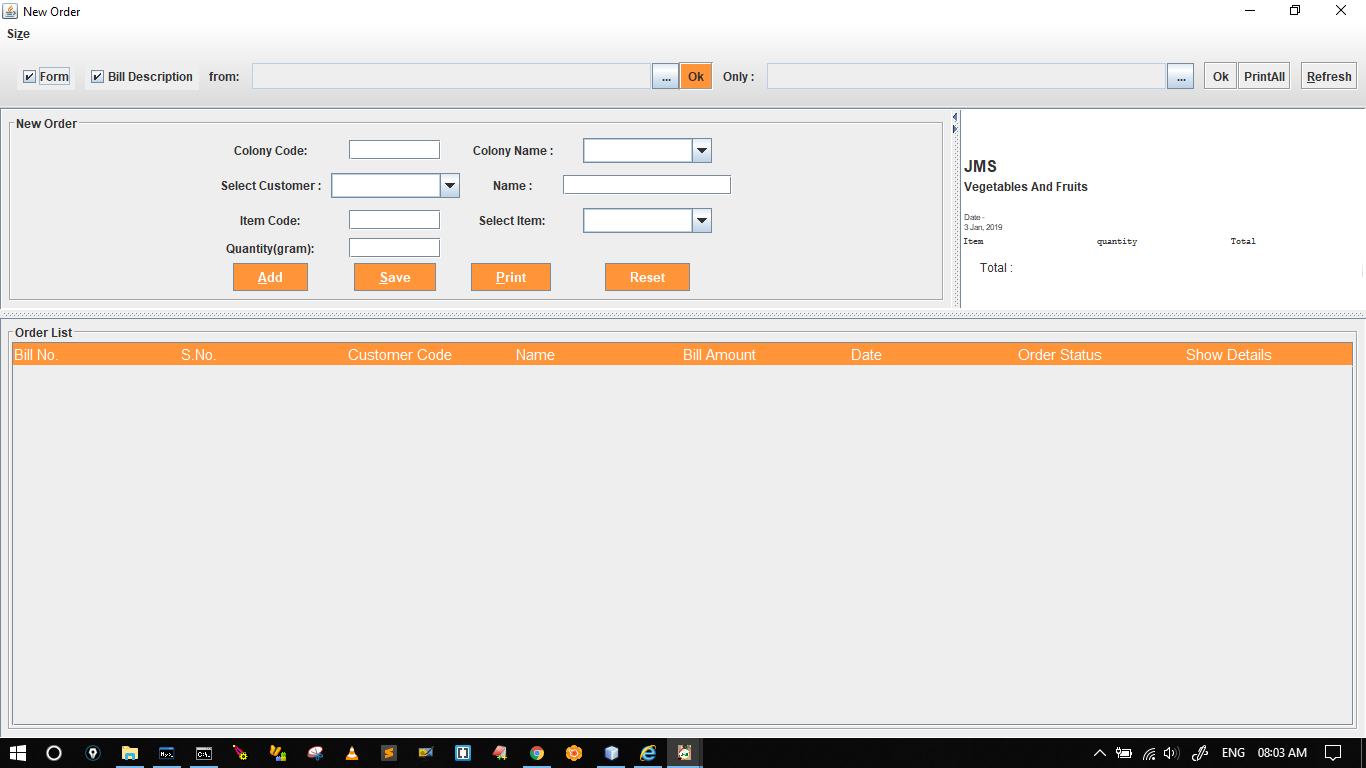 New Order
Size
Form Bill Description from: ... Ok Only : ... Ok PrintAll Refresh
New Order
Colony Code: Colony Name :
Select Customer : Name :
Item Code: Select Item:
Quantity(gram):
Add Save Print Reset
JMS
Vegetables And Fruits
Date -
3 Jan, 2019
Item quantity Total
Total :
Order List
Bill No. S.No. Customer Code Name Bill Amount Date Order Status Show Details
ENG 08:03 AM